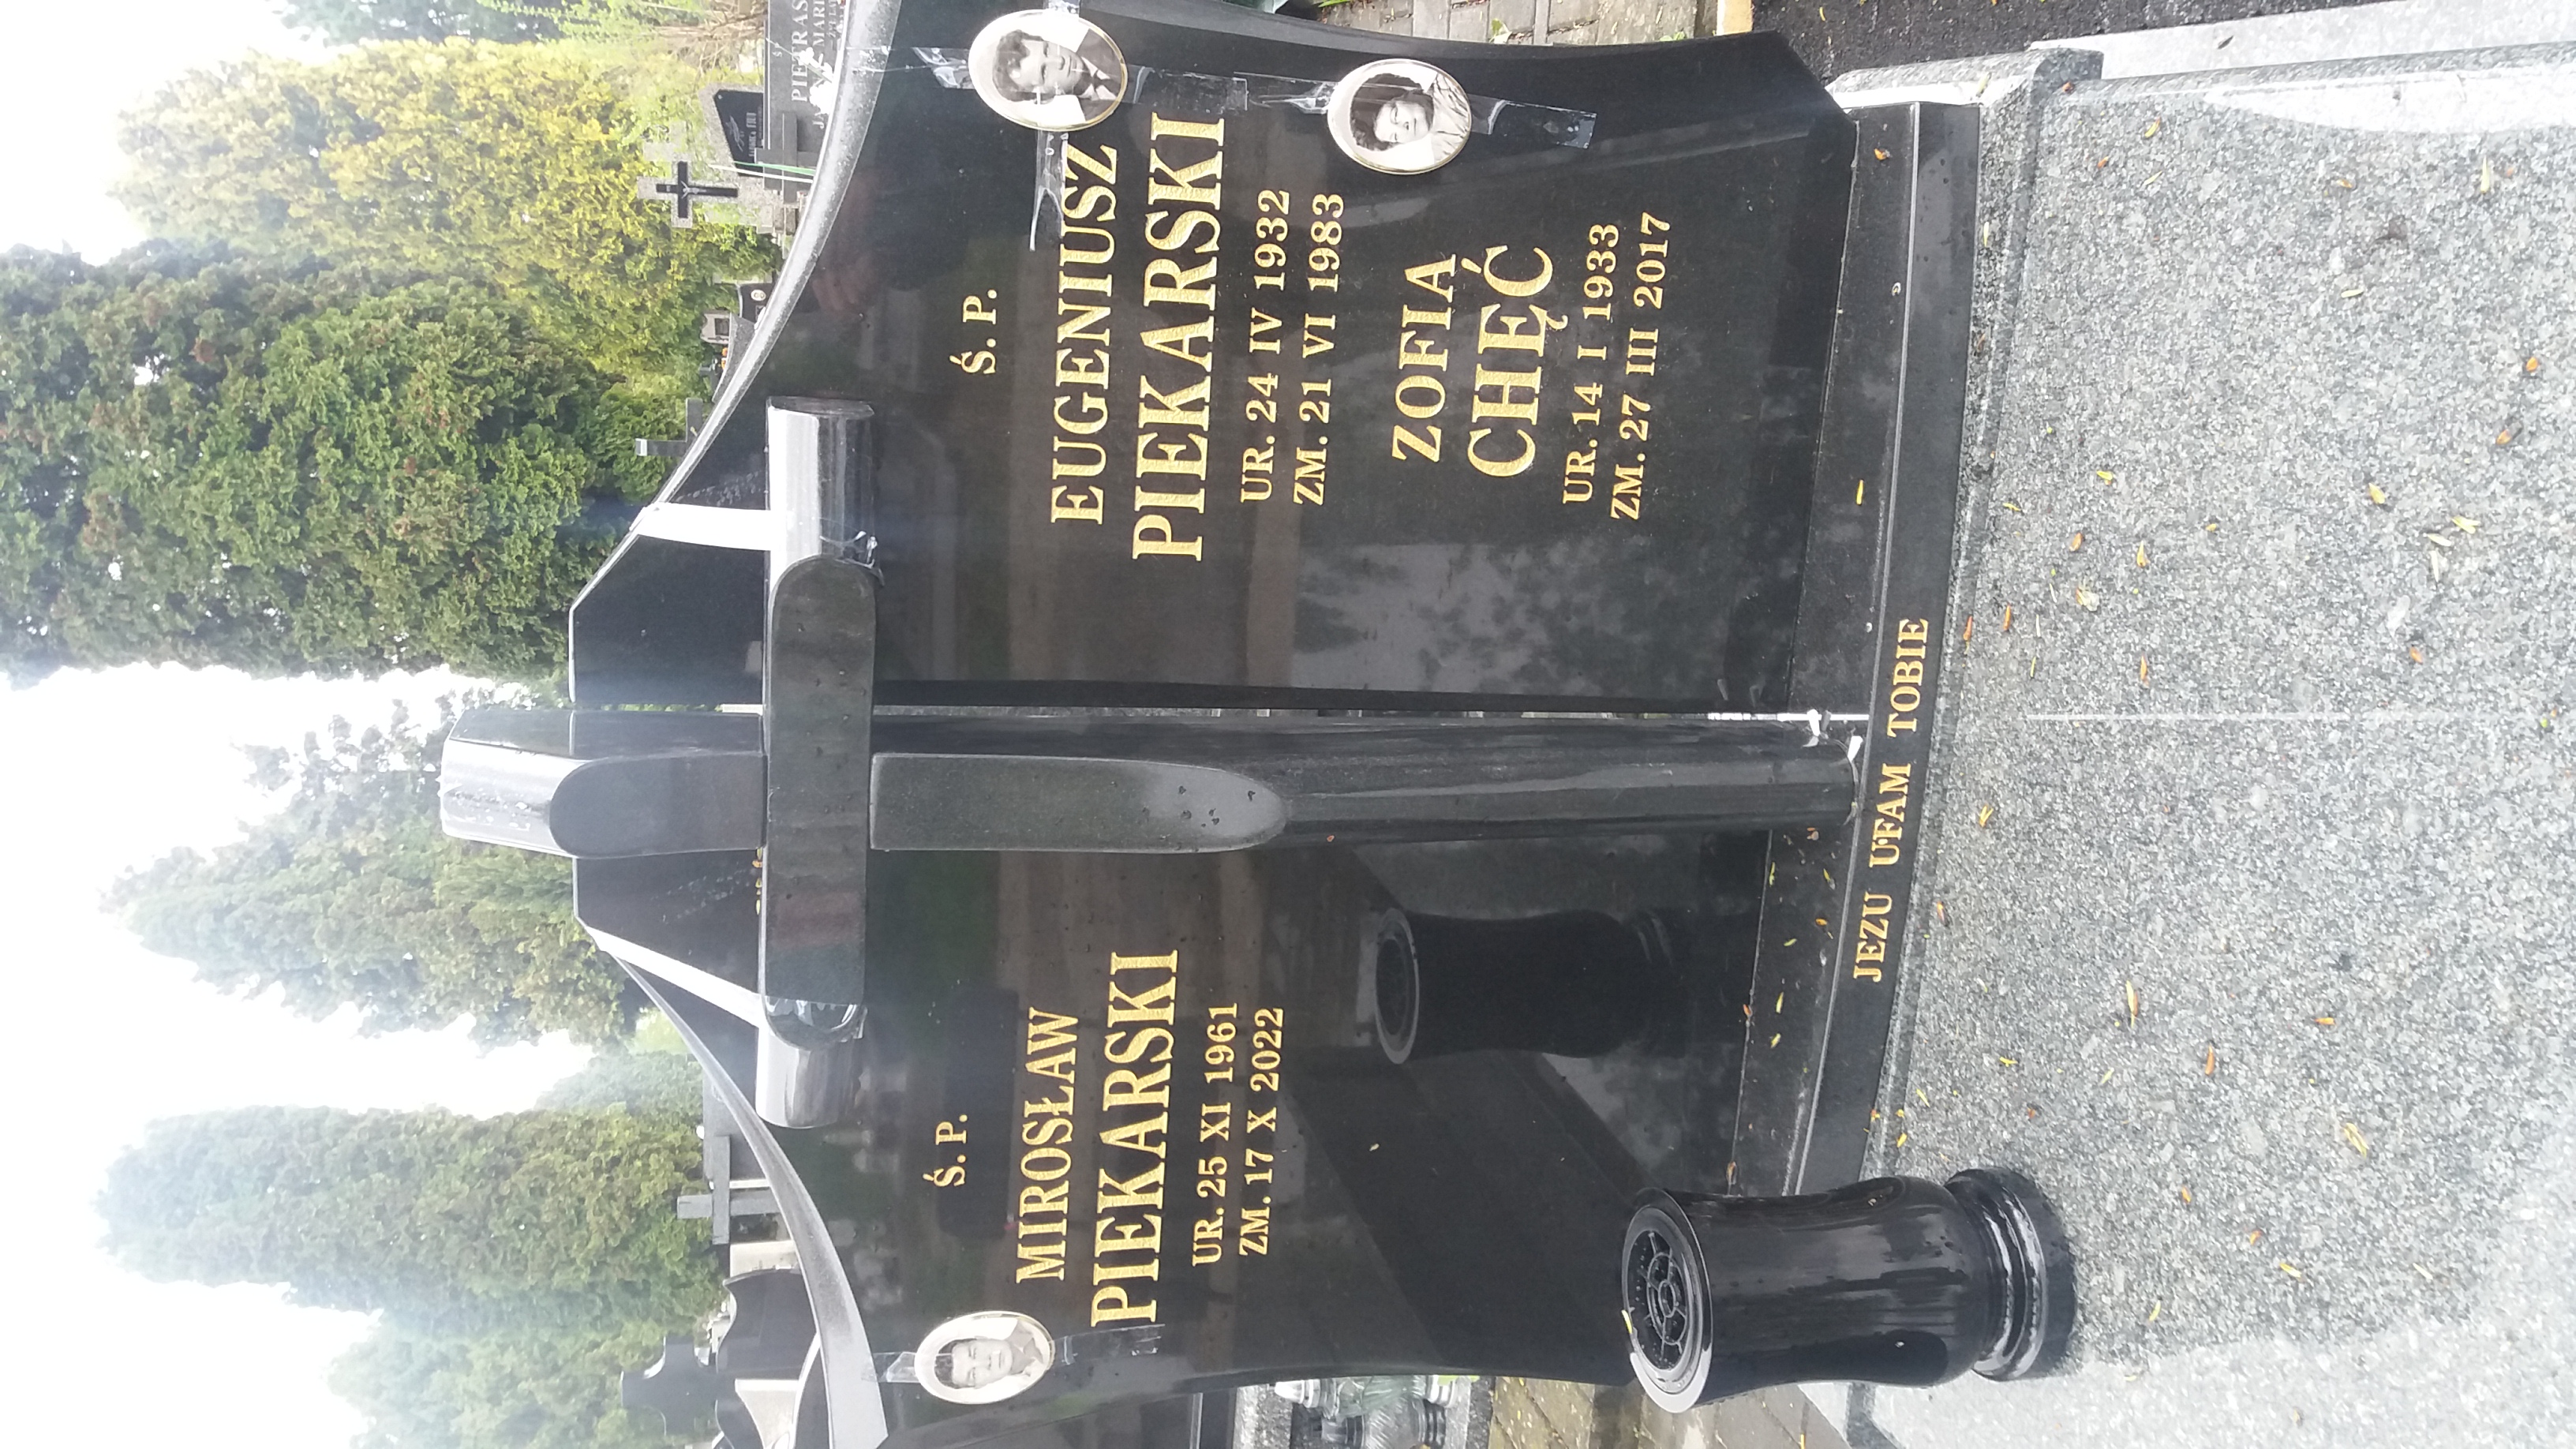 Ś. P.
MIROSŁAW
PIEKARSKI
UR. 25 XI 1961
ZM. 17 X 2022
Ś. P.
EUGENIUSZ
PIEKARSKI
UR. 24 IV 1932
ZM. 21 VI 1983
ZOFIA
CHĘĆ
UR. 14 I 1933
ZM. 27 III 2017
JEZU UFAM TOBIE